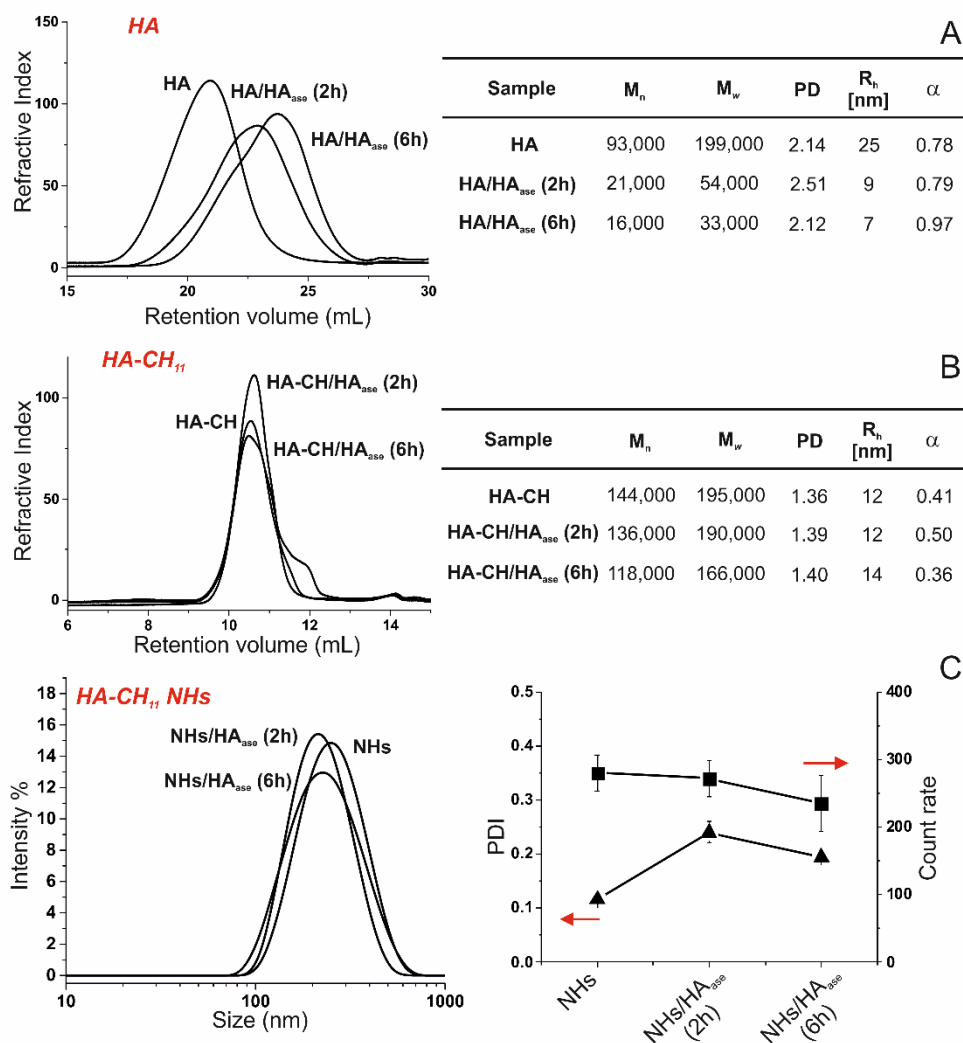 A
HA
150
100
50
0
Refractive Index
HA
HA/HAase (2h)
HA/HAase (6h)
15 20 25 30
Retention volume (mL)
Sample Mn Mw PD Rh [nm] α
HA 93,000 199,000 2.14 25 0.78
HA/HAase (2h) 21,000 54,000 2.51 9 0.79
HA/HAase (6h) 16,000 33,000 2.12 7 0.97
B
HA-CH11
100
50
0
Refractive Index
HA-CH/HAase (2h)
HA-CH
HA-CH/HAase (6h)
6 8 10 12 14
Retention volume (mL)
Sample Mn Mw PD Rh [nm] α
HA-CH 144,000 195,000 1.36 12 0.41
HA-CH/HAase (2h) 136,000 190,000 1.39 12 0.50
HA-CH/HAase (6h) 118,000 166,000 1.40 14 0.36
C
HA-CH11 NHs
18
17
16
15
14
13
12
11
10
9
8
7
6
5
4
3
2
1
0
Intensity %
NHs/HAase (2h)
NHs
NHs/HAase (6h)
10 100 1000
Size (nm)
0.5
0.4
0.3
0.2
0.1
0.0
PDI
400
300
200
100
0
Count rate
NHs
NHs/HAase
(2h)
NHs/HAase
(6h)